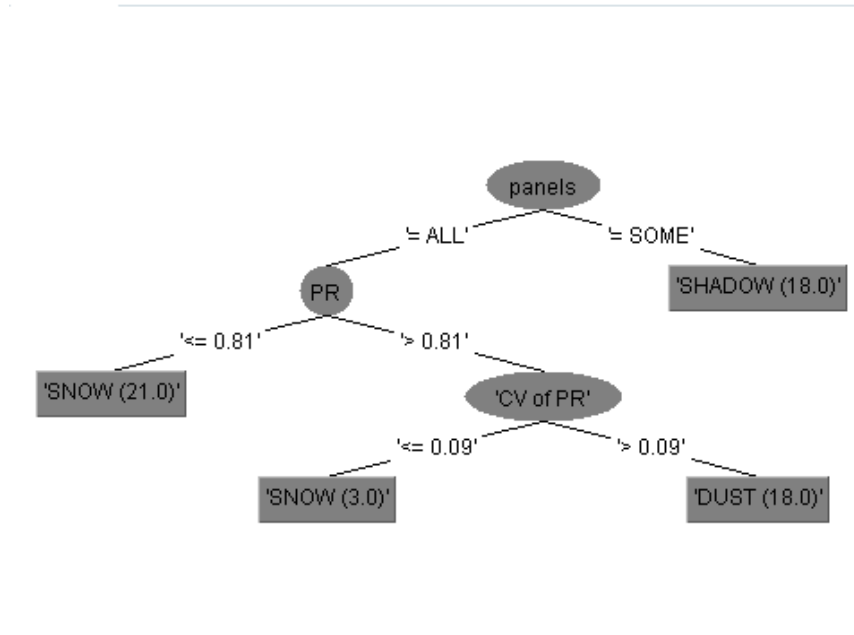 panels
'= ALL'
'= SOME'
PR
'SHADOW (18.0)'
'<= 0.81'
'> 0.81'
'SNOW (21.0)'
'CV of PR'
'<= 0.09'
'> 0.09'
'SNOW (3.0)'
'DUST (18.0)'